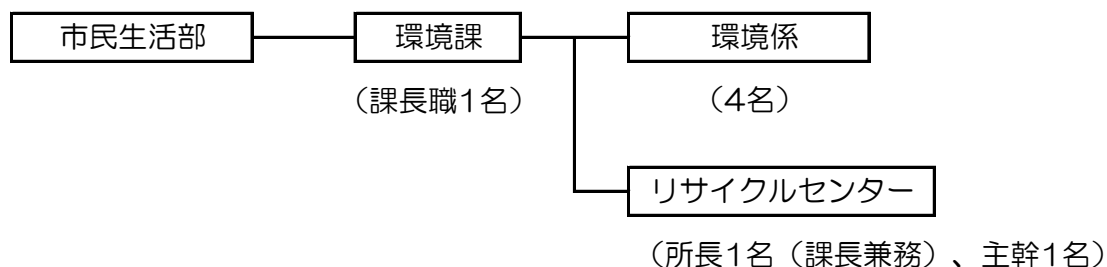 市民生活部 環境課 環境係
（課長職1名） （4名）
リサイクルセンター
（所長1名（課長兼務）、主幹1名）